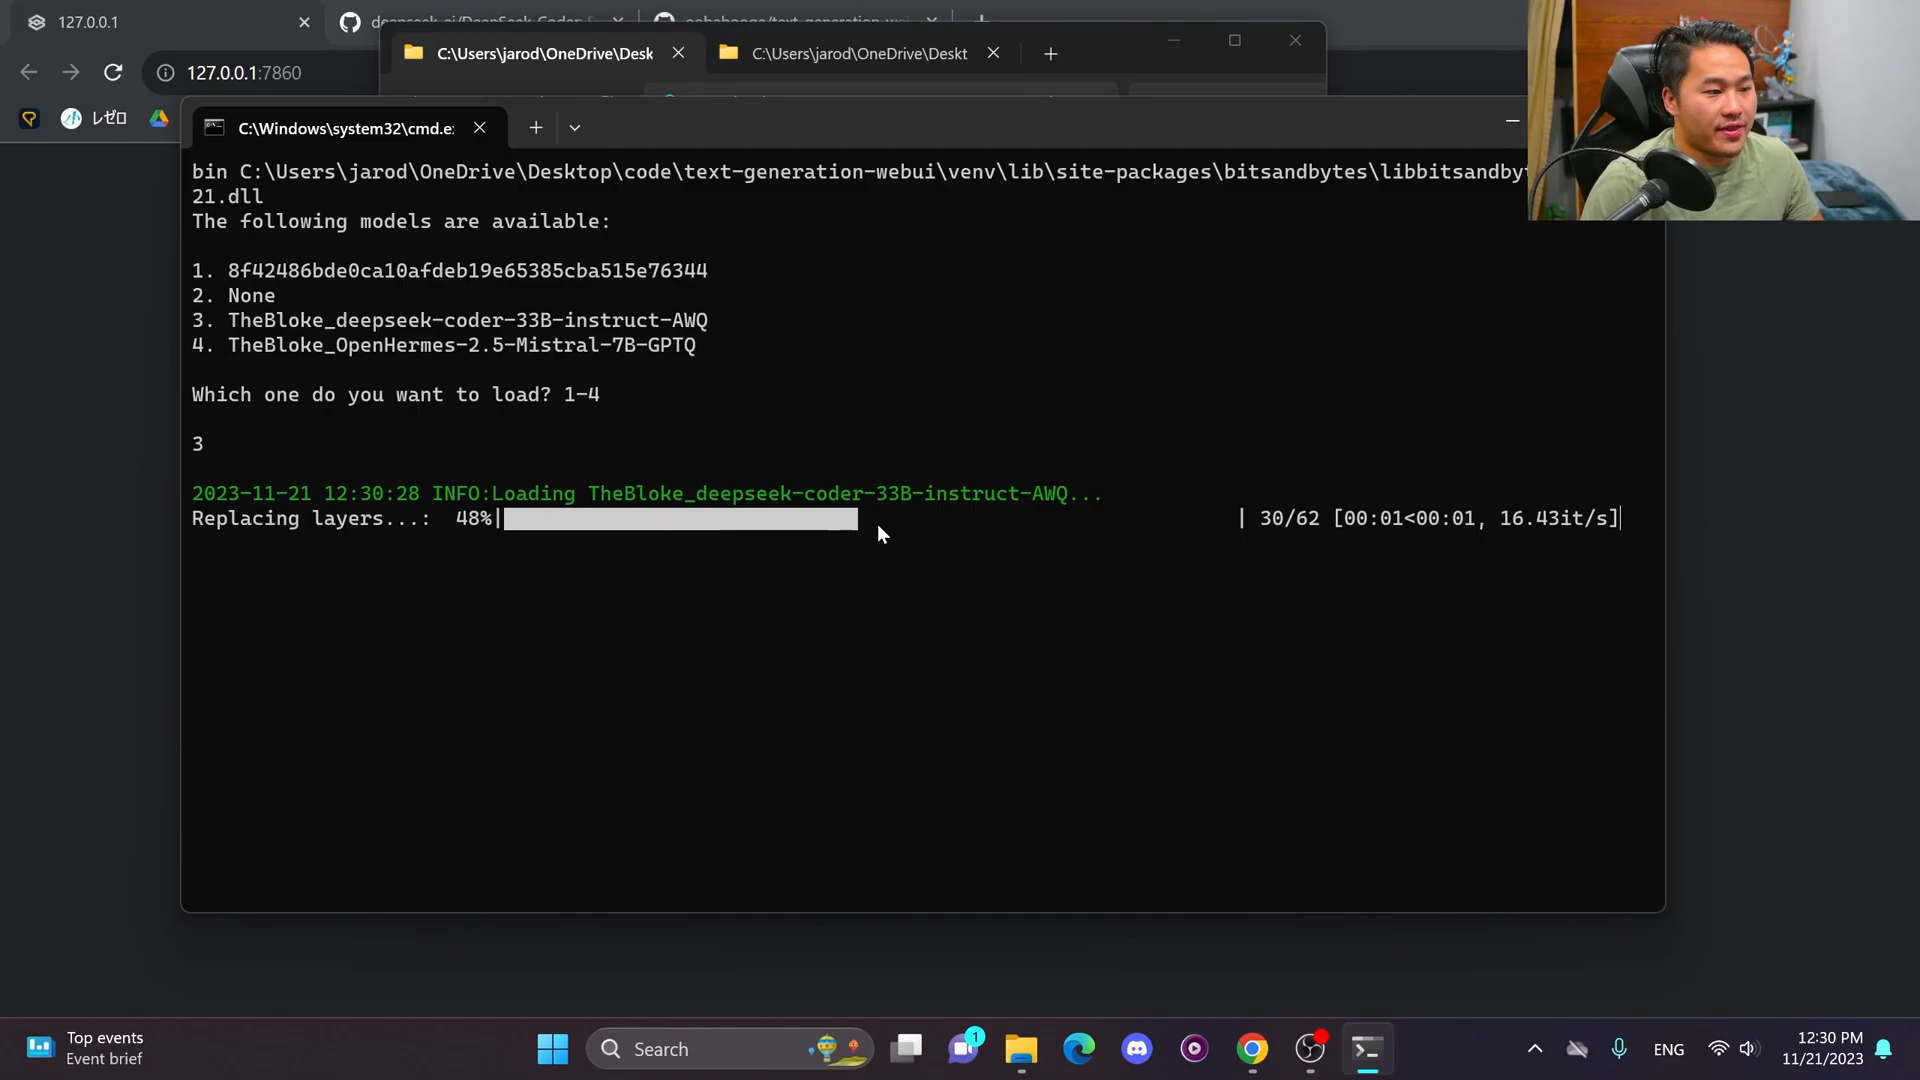 127.0.0.1
127.0.0.1:7860
レゼロ
C:\Users\jarod\OneDrive\Desk
C:\Users\jarod\OneDrive\Deskt
C:\Windows\system32\cmd.e
bin C:\Users\jarod\OneDrive\Desktop\code\text-generation-webui\venv\lib\site-packages\bitsandbytes\libbitsandby
21.dll
The following models are available:
1. 8f42486bde0ca10afdeb19e65385cba515e76344
2. None
3. TheBloke_deepseek-coder-33B-instruct-AWQ
4. TheBloke_OpenHermes-2.5-Mistral-7B-GPTQ
Which one do you want to load? 1-4
3
2023-11-21 12:30:28 INFO:Loading TheBloke_deepseek-coder-33B-instruct-AWQ...
Replacing layers...: 48%| | 30/62 [00:01<00:01, 16.43it/s]
Top events
Event brief
Search
1
ENG
12:30 PM
11/21/2023